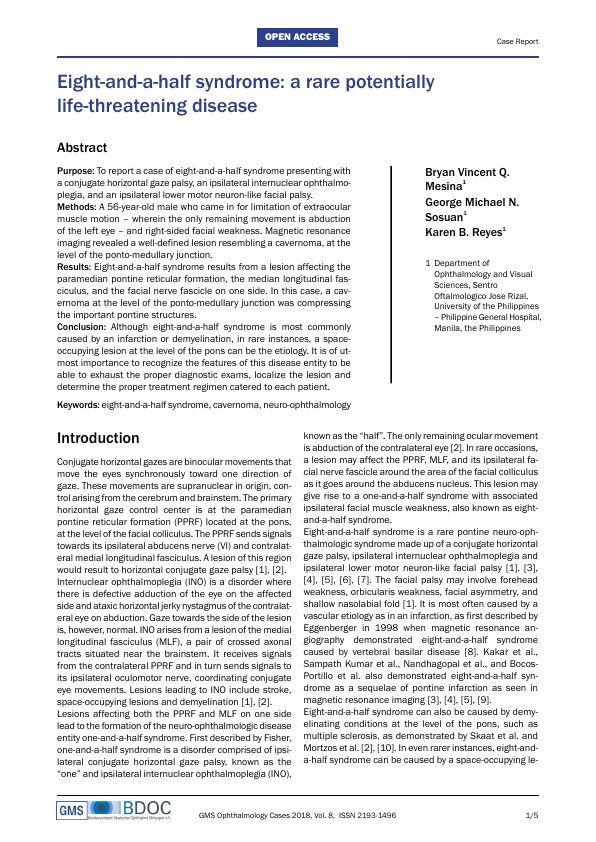 OPEN ACCESS
Case Report
Eight-and-a-half syndrome: a rare potentially
life-threatening disease
Abstract
Purpose: To report a case of eight-and-a-half syndrome presenting with
a conjugate horizontal gaze palsy, an ipsilateral internuclear ophthalmo-
plegia, and an ipsilateral lower motor neuron-like facial palsy.
Methods: A 56-year-old male who came in for limitation of extraocular
muscle motion – wherein the only remaining movement is abduction
of the left eye – and right-sided facial weakness. Magnetic resonance
imaging revealed a well-defined lesion resembling a cavernoma, at the
level of the ponto-medullary junction.
Results: Eight-and-a-half syndrome results from a lesion affecting the
paramedian pontine reticular formation, the median longitudinal fas-
ciculus, and the facial nerve fascicle on one side. In this case, a cav-
ernoma at the level of the ponto-medullary junction was compressing
the important pontine structures.
Conclusion: Although eight-and-a-half syndrome is most commonly
caused by an infarction or demyelination, in rare instances, a space-
occupying lesion at the level of the pons can be the etiology. It is of ut-
most importance to recognize the features of this disease entity to be
able to exhaust the proper diagnostic exams, localize the lesion and
determine the proper treatment regimen catered to each patient.
Keywords: eight-and-a-half syndrome, cavernoma, neuro-ophthalmology
Bryan Vincent Q.
Mesina1
George Michael N.
Sosuan1
Karen B. Reyes1
1 Department of
Ophthalmology and Visual
Sciences, Sentro
Oftalmologico Jose Rizal,
University of the Philippines
– Philippine General Hospital,
Manila, the Philippines
Introduction
Conjugate horizontal gazes are binocular movements that
move the eyes synchronously toward one direction of
gaze. These movements are supranuclear in origin, con-
trol arising from the cerebrum and brainstem. The primary
horizontal gaze control center is at the paramedian
pontine reticular formation (PPRF) located at the pons,
at the level of the facial colliculus. The PPRF sends signals
towards its ipsilateral abducens nerve (VI) and contralat-
eral medial longitudinal fasciculus. A lesion of this region
would result to horizontal conjugate gaze palsy [1], [2].
Internuclear ophthalmoplegia (INO) is a disorder where
there is defective adduction of the eye on the affected
side and ataxic horizontal jerky nystagmus of the contralat-
eral eye on abduction. Gaze towards the side of the lesion
is, however, normal. INO arises from a lesion of the medial
longitudinal fasciculus (MLF), a pair of crossed axonal
tracts situated near the brainstem. It receives signals
from the contralateral PPRF and in turn sends signals to
its ipsilateral oculomotor nerve, coordinating conjugate
eye movements. Lesions leading to INO include stroke,
space-occupying lesions and demyelination [1], [2].
Lesions affecting both the PPRF and MLF on one side
lead to the formation of the neuro-ophthalmologic disease
entity one-and-a-half syndrome. First described by Fisher,
one-and-a-half syndrome is a disorder comprised of ipsi-
lateral conjugate horizontal gaze palsy, known as the
“one” and ipsilateral internuclear ophthalmoplegia (INO),
known as the “half”. The only remaining ocular movement
is abduction of the contralateral eye [2]. In rare occasions,
a lesion may affect the PPRF, MLF, and its ipsilateral fa-
cial nerve fascicle around the area of the facial colliculus
as it goes around the abducens nucleus. This lesion may
give rise to a one-and-a-half syndrome with associated
ipsilateral facial muscle weakness, also known as eight-
and-a-half syndrome.
Eight-and-a-half syndrome is a rare pontine neuro-oph-
thalmologic syndrome made up of a conjugate horizontal
gaze palsy, ipsilateral internuclear ophthalmoplegia and
ipsilateral lower motor neuron-like facial palsy [1], [3],
[4], [5], [6], [7]. The facial palsy may involve forehead
weakness, orbicularis weakness, facial asymmetry, and
shallow nasolabial fold [1]. It is most often caused by a
vascular etiology as in an infarction, as first described by
Eggenberger in 1998 when magnetic resonance an-
giography demonstrated eight-and-a-half syndrome
caused by vertebral basilar disease [8]. Kakar et al.,
Sampath Kumar et al., Nandhagopal et al., and Bocos-
Portillo et al. also demonstrated eight-and-a-half syn-
drome as a sequelae of pontine infarction as seen in
magnetic resonance imaging [3], [4], [5], [9].
Eight-and-a-half syndrome can also be caused by demy-
elinating conditions at the level of the pons, such as
multiple sclerosis, as demonstrated by Skaat et al. and
Mortzos et al. [2], [10]. In even rarer instances, eight-and-
a-half syndrome can be caused by a space-occupying le-
GMS
BDOC
Bundesverband Deutscher Ophthalmo-Chirurgen e.V.
GMS Ophthalmology Cases 2018, Vol. 8, ISSN 2193-1496
1/5